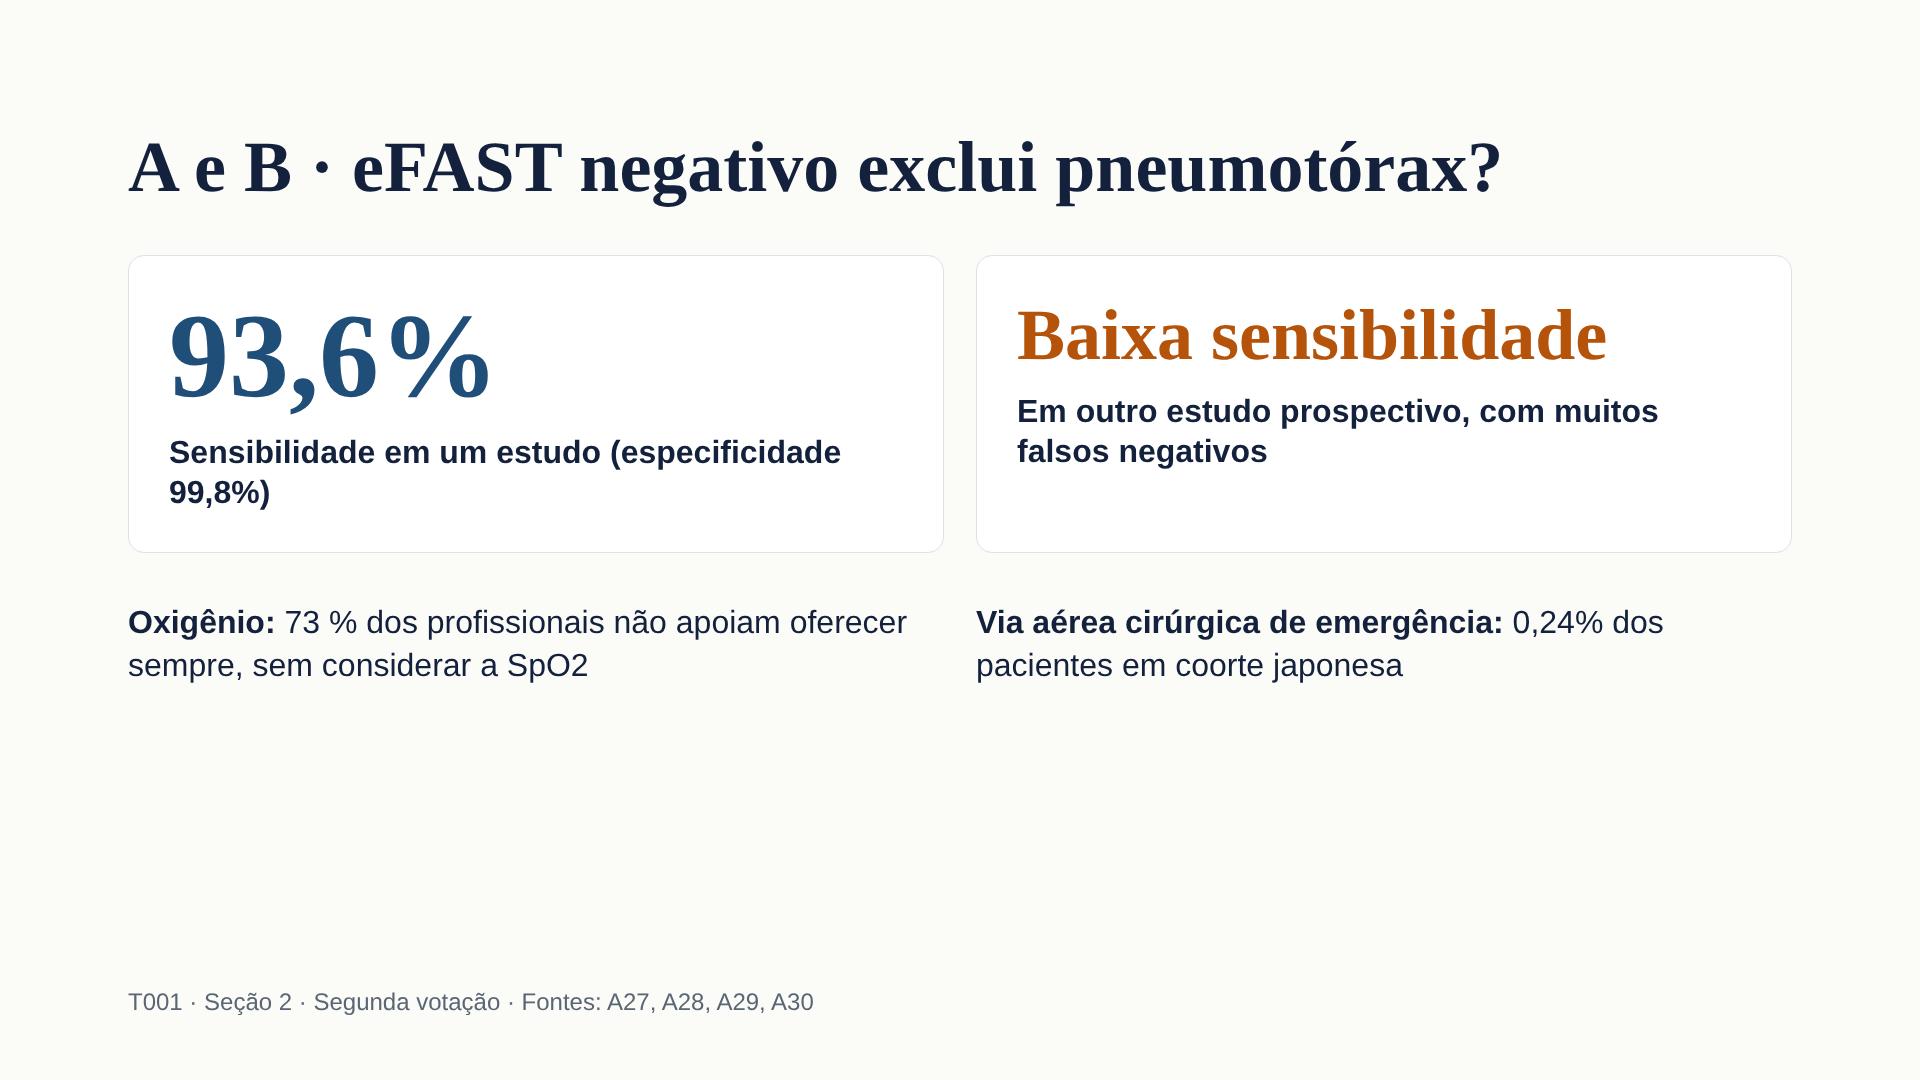 A e B · eFAST negativo exclui pneumotórax?
93,6%
Sensibilidade em um estudo (especificidade
99,8%)
Baixa sensibilidade
Em outro estudo prospectivo, com muitos
falsos negativos
Oxigênio: 73 % dos profissionais não apoiam oferecer
sempre, sem considerar a SpO2
Via aérea cirúrgica de emergência: 0,24% dos
pacientes em coorte japonesa
T001 · Seção 2 · Segunda votação · Fontes: A27, A28, A29, A30